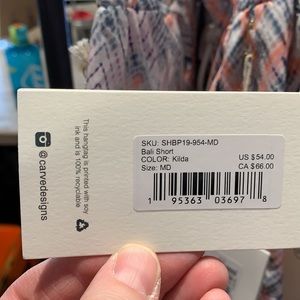 @carvedesigns
This hangtag is printed with soy
ink and is 100% recyclable
SKU: SHBP19-954-MD
Bali Short
COLOR: Kilda
Size: MD
US $54.00
CA $66.00
1 95363 03697 8